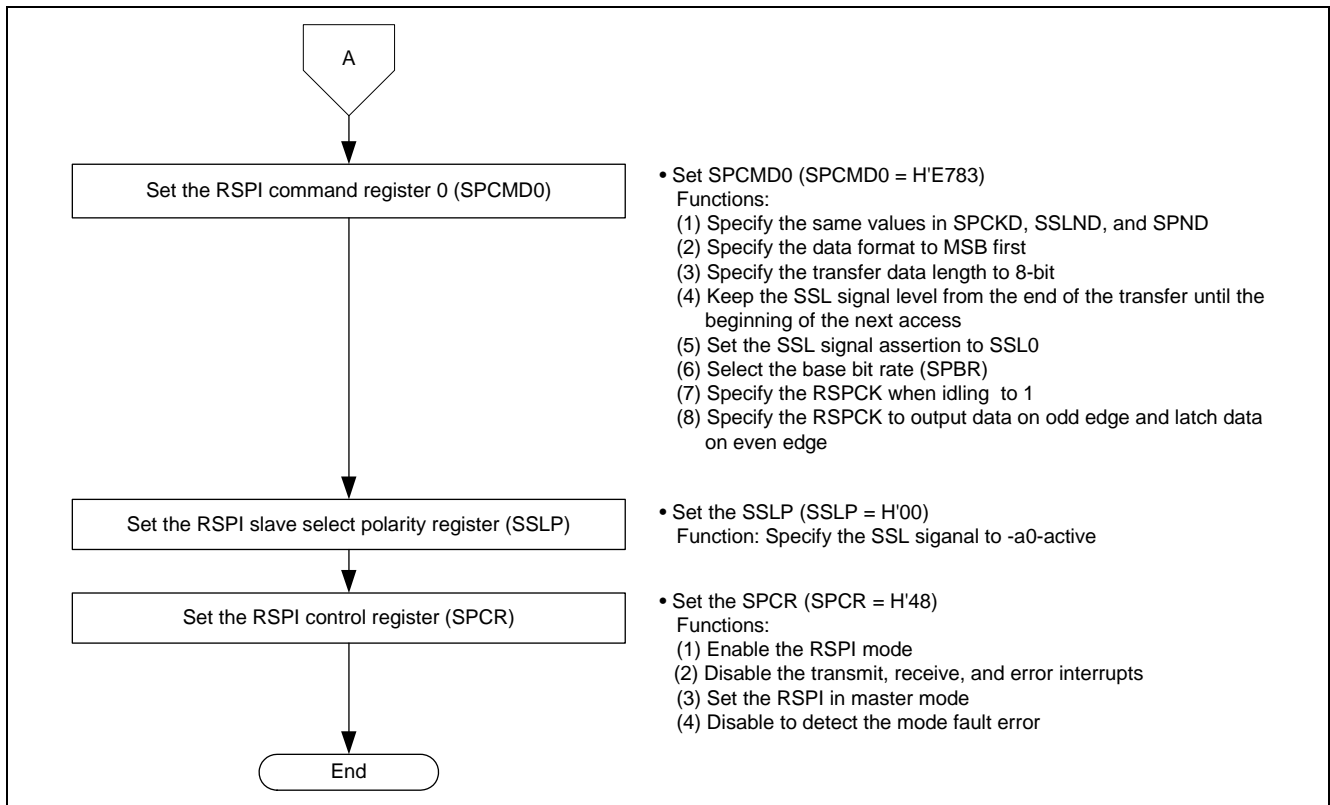 A
Set the RSPI command register 0 (SPCMD0)
• Set SPCMD0 (SPCMD0 = H'E783)
Functions:
(1) Specify the same values in SPCKD, SSLND, and SPND
(2) Specify the data format to MSB first
(3) Specify the transfer data length to 8-bit
(4) Keep the SSL signal level from the end of the transfer until the
beginning of the next access
(5) Set the SSL signal assertion to SSL0
(6) Select the base bit rate (SPBR)
(7) Specify the RSPCK when idling to 1
(8) Specify the RSPCK to output data on odd edge and latch data
on even edge
Set the RSPI slave select polarity register (SSLP)
• Set the SSLP (SSLP = H'00)
Function: Specify the SSL siganal to -a0-active
Set the RSPI control register (SPCR)
• Set the SPCR (SPCR = H'48)
Functions:
(1) Enable the RSPI mode
(2) Disable the transmit, receive, and error interrupts
(3) Set the RSPI in master mode
(4) Disable to detect the mode fault error
End